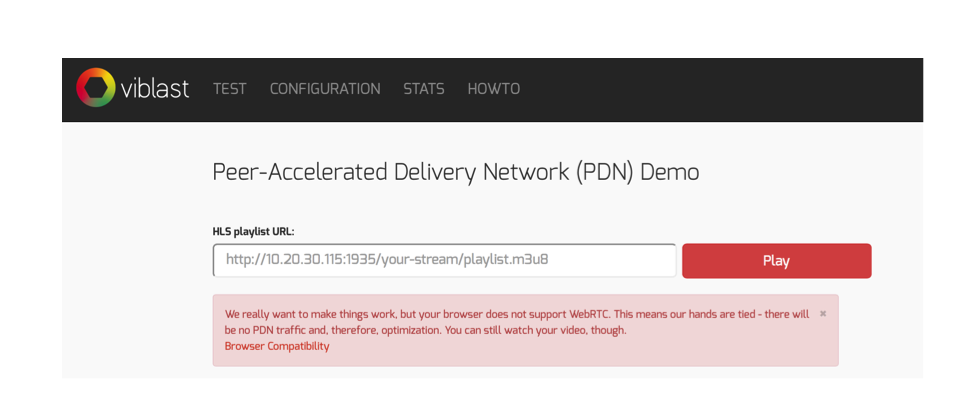 viblast TEST CONFIGURATION STATS HOWTO
Peer-Accelerated Delivery Network (PDN) Demo
HLS playlist URL:
http://10.20.30.115:1935/your-stream/playlist.m3u8 Play
We really want to make things work, but your browser does not support WebRTC. This means our hands are tied - there will ×
be no PDN traffic and, therefore, optimization. You can still watch your video, though.
Browser Compatibility